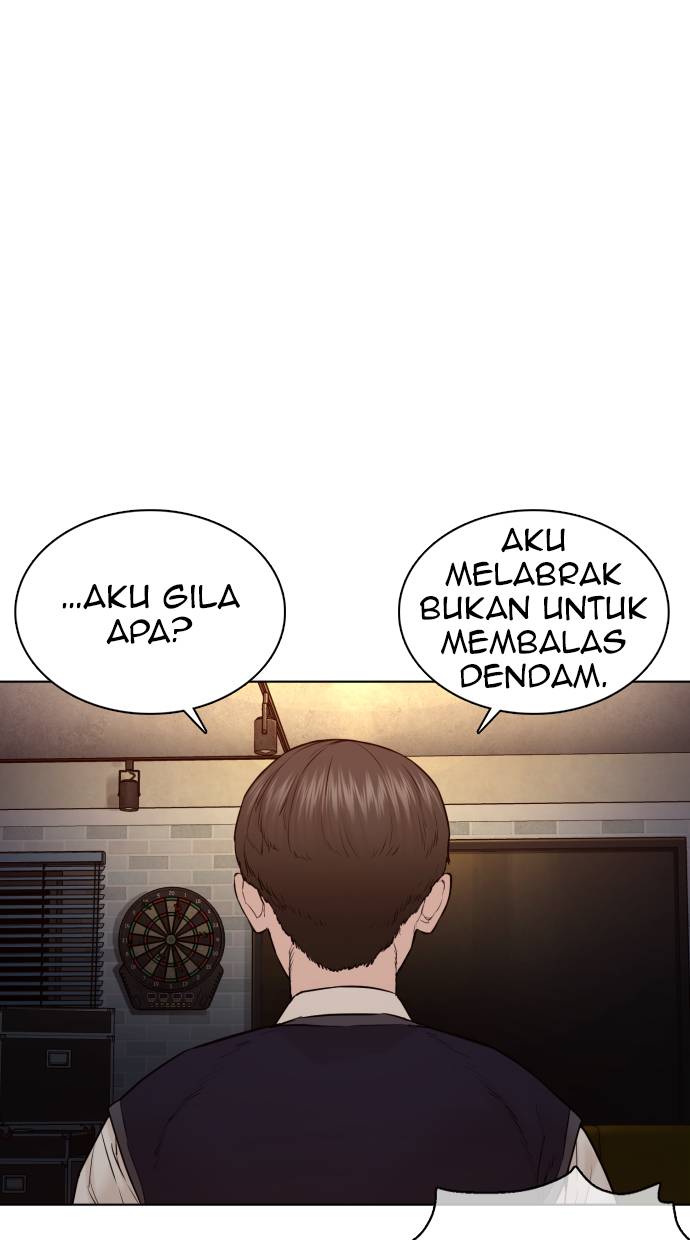 ...AKU GILA
APA?
AKU
MELABRAK
BUKAN UNTUK
MEMBALAS
DENDAM.